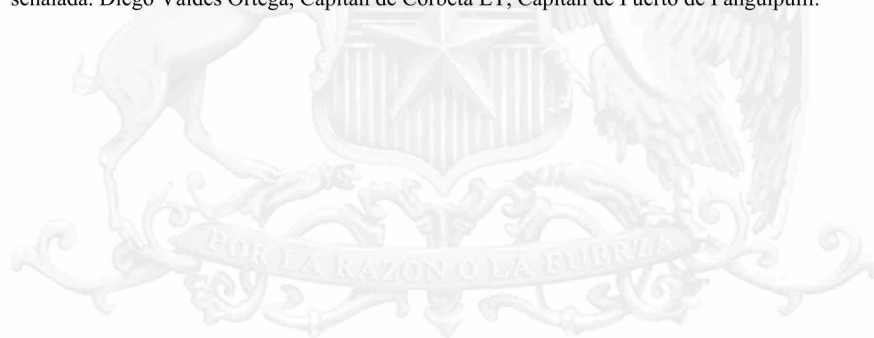 señalada. Diego Valdés Ortega, Capitán de Corbeta LT, Capitán de Puerto de Panguipulli.
POR LA RAZON O LA FUERZA